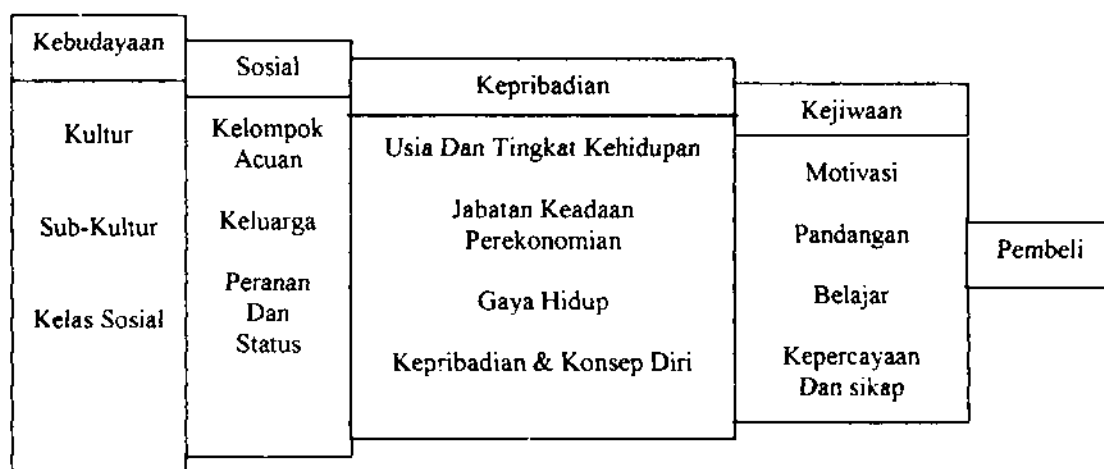 Kebudayaan
Kultur
Sub-Kultur
Kelas Sosial
Sosial
Kelompok
Acuan
Keluarga
Peranan
Dan
Status
Kepribadian
Usia Dan Tingkat Kehidupan
Jabatan Keadaan
Perekonomian
Gaya Hidup
Kepribadian & Konsep Diri
Kejiwaan
Motivasi
Pandangan
Belajar
Kepercayaan
Dan sikap
Pembeli